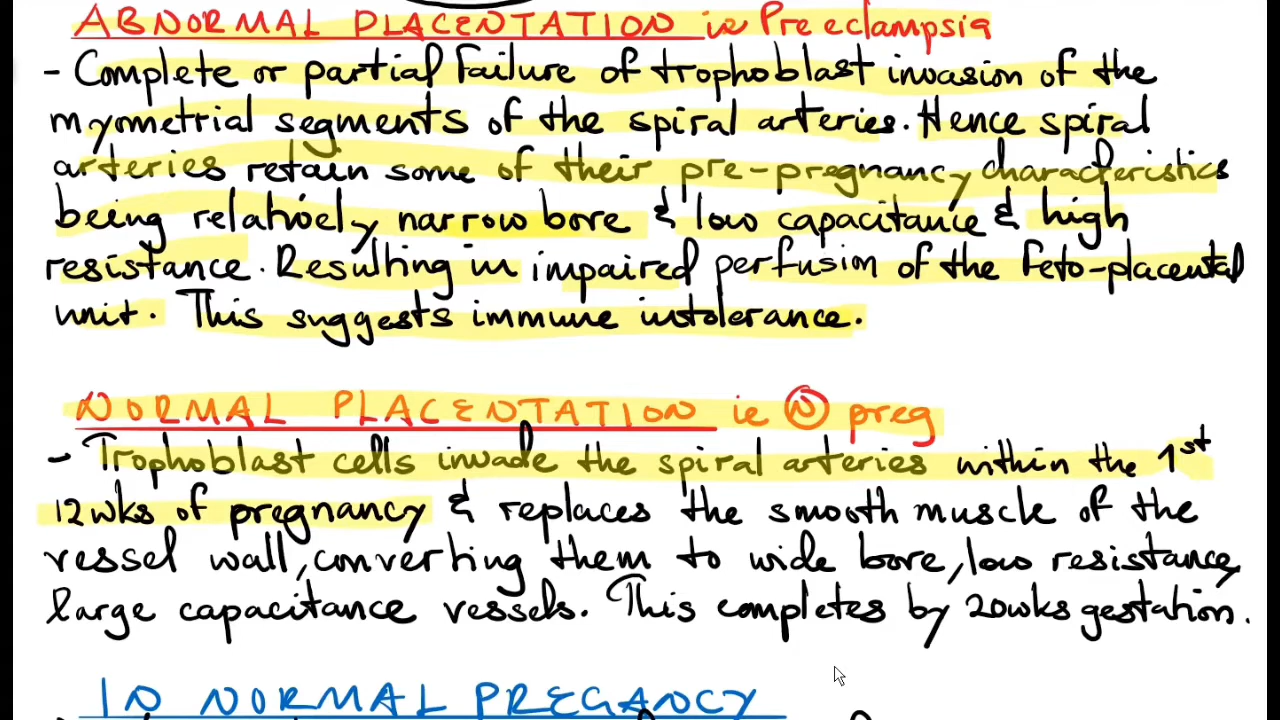 ABNORMAL PLACENTATION ie Preeclampsia
- Complete or partial failure of trophoblast invasion of the
myometrial segments of the spiral arteries. Hence spiral
arteries retain some of their pre-pregnancy characteristics
being relatively narrow bore & low capacitance & high
resistance. Resulting in impaired perfusion of the feto-placental
unit. This suggests immune intolerance.
NORMAL PLACENTATION ie Ⓝ preg
- Trophoblast cells invade the spiral arteries within the 1st
12wks of pregnancy & replaces the smooth muscle of the
vessel wall, converting them to wide bore, low resistance,
large capacitance vessels. This completes by 20wks gestation.
IN NORMAL PREGANCY